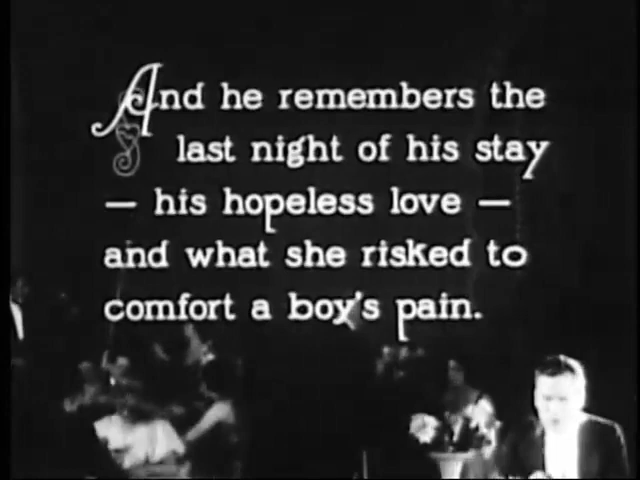 And he remembers the
last night of his stay
— his hopeless love —
and what she risked to
comfort a boy's pain.